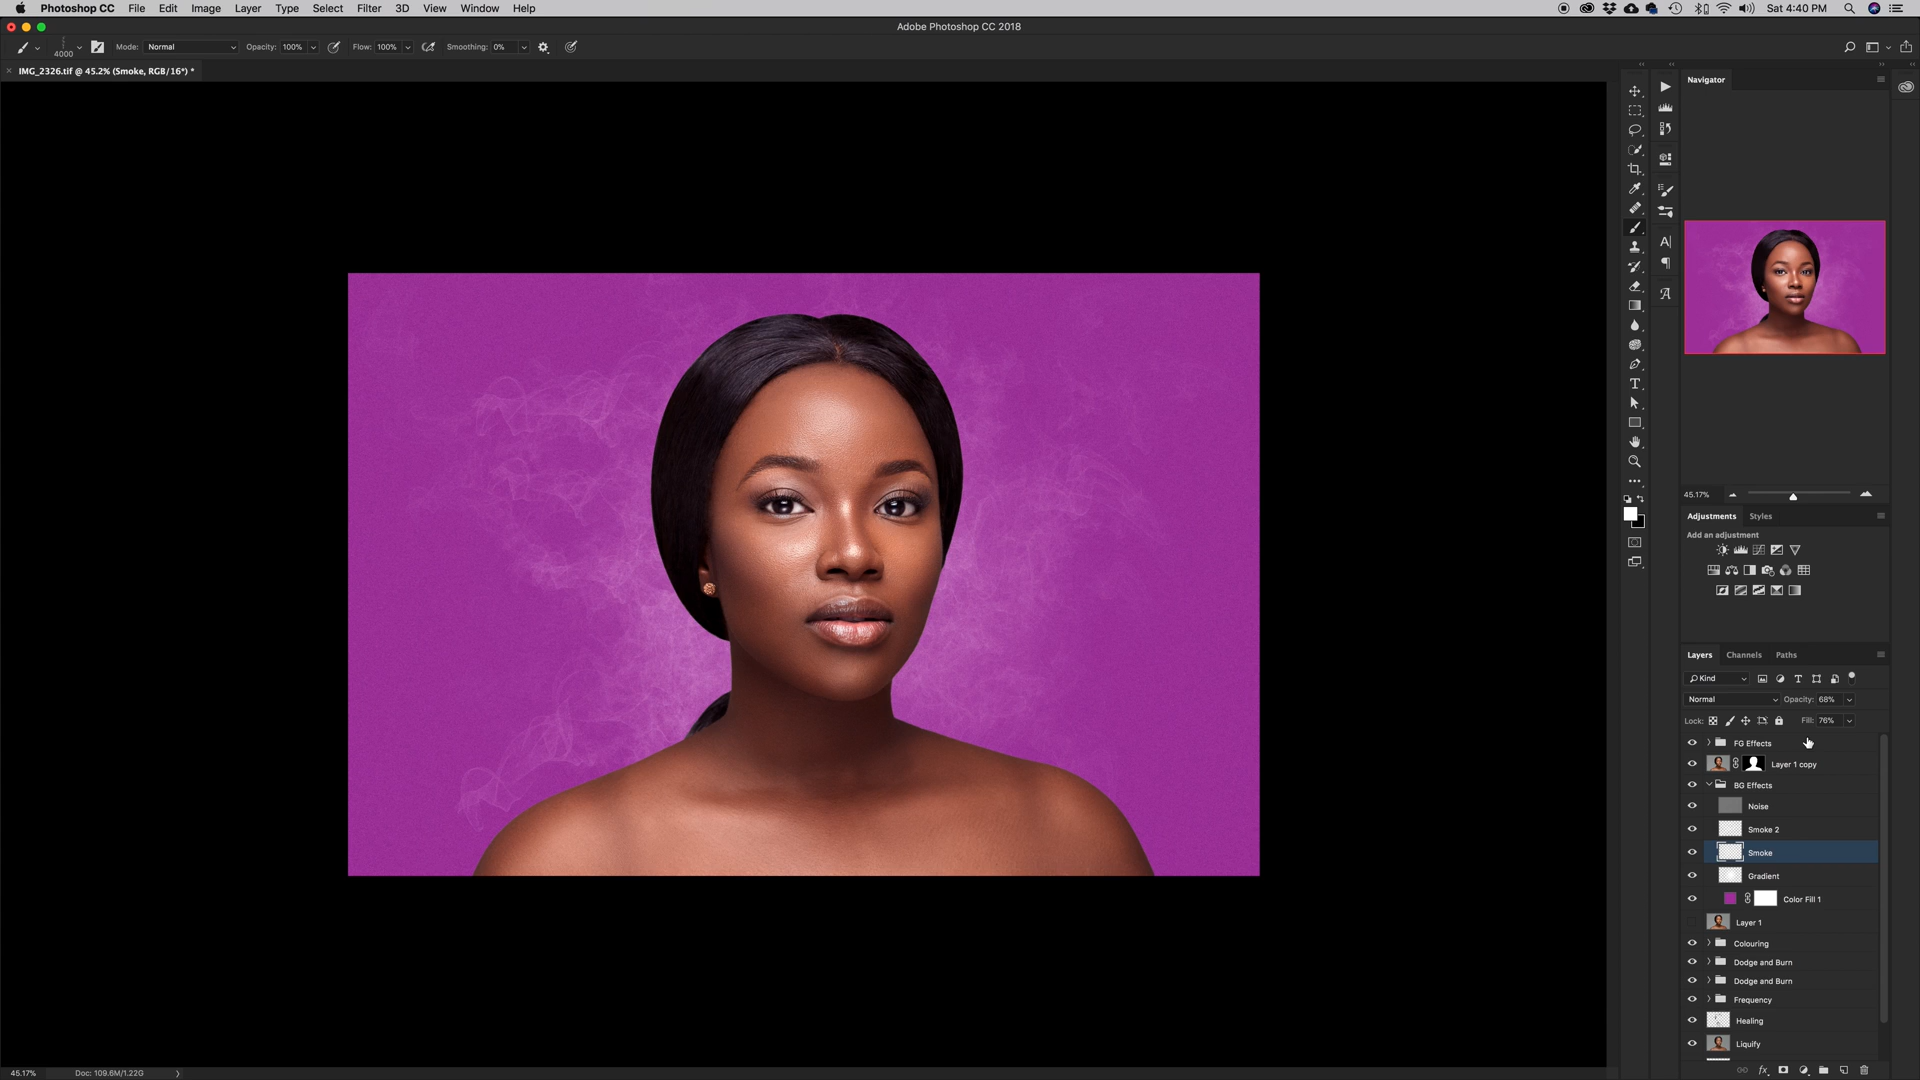 Photoshop CC File Edit Image Layer Type Select Filter 3D View Window Help Sat 4:40 PM
Adobe Photoshop CC 2018
4000 Mode: Normal Opacity: 100% Flow: 100% Smoothing: 0%
IMG_2326.tif @ 45.2% (Smoke, RGB/16*) *
Navigator
45.17%
Adjustments Styles
Add an adjustment
Layers Channels Paths
Kind
Normal Opacity: 68%
Lock: Fill: 76%
FG Effects
Layer 1 copy
BG Effects
Noise
Smoke 2
Smoke
Gradient
Color Fill 1
Layer 1
Colouring
Dodge and Burn
Dodge and Burn
Frequency
Healing
Liquify
45.17% Doc: 109.6M/1.22G